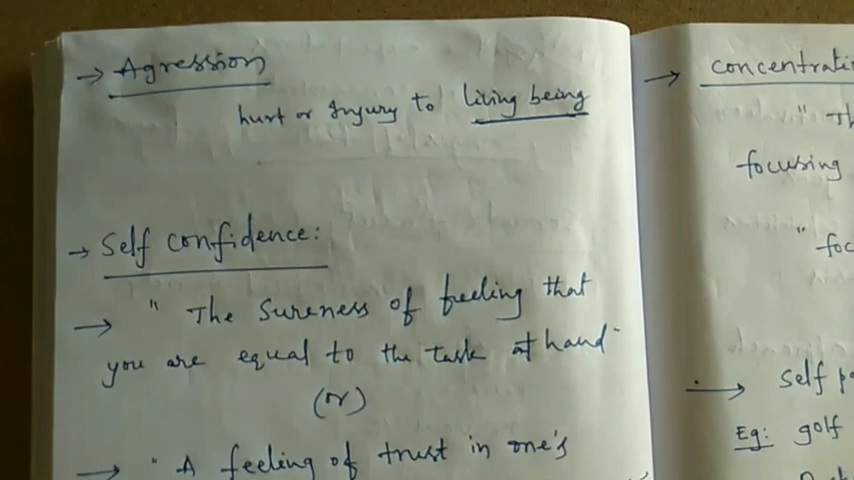 → Agression
hurt or Injury to living being
→ Self confidence:
→ " The sureness of feeling that
you are equal to the task at hand
(or)
→ " A feeling of trust in one's
→ concentrati
" Th
focusing
" foc
→ self p
Eg: golf